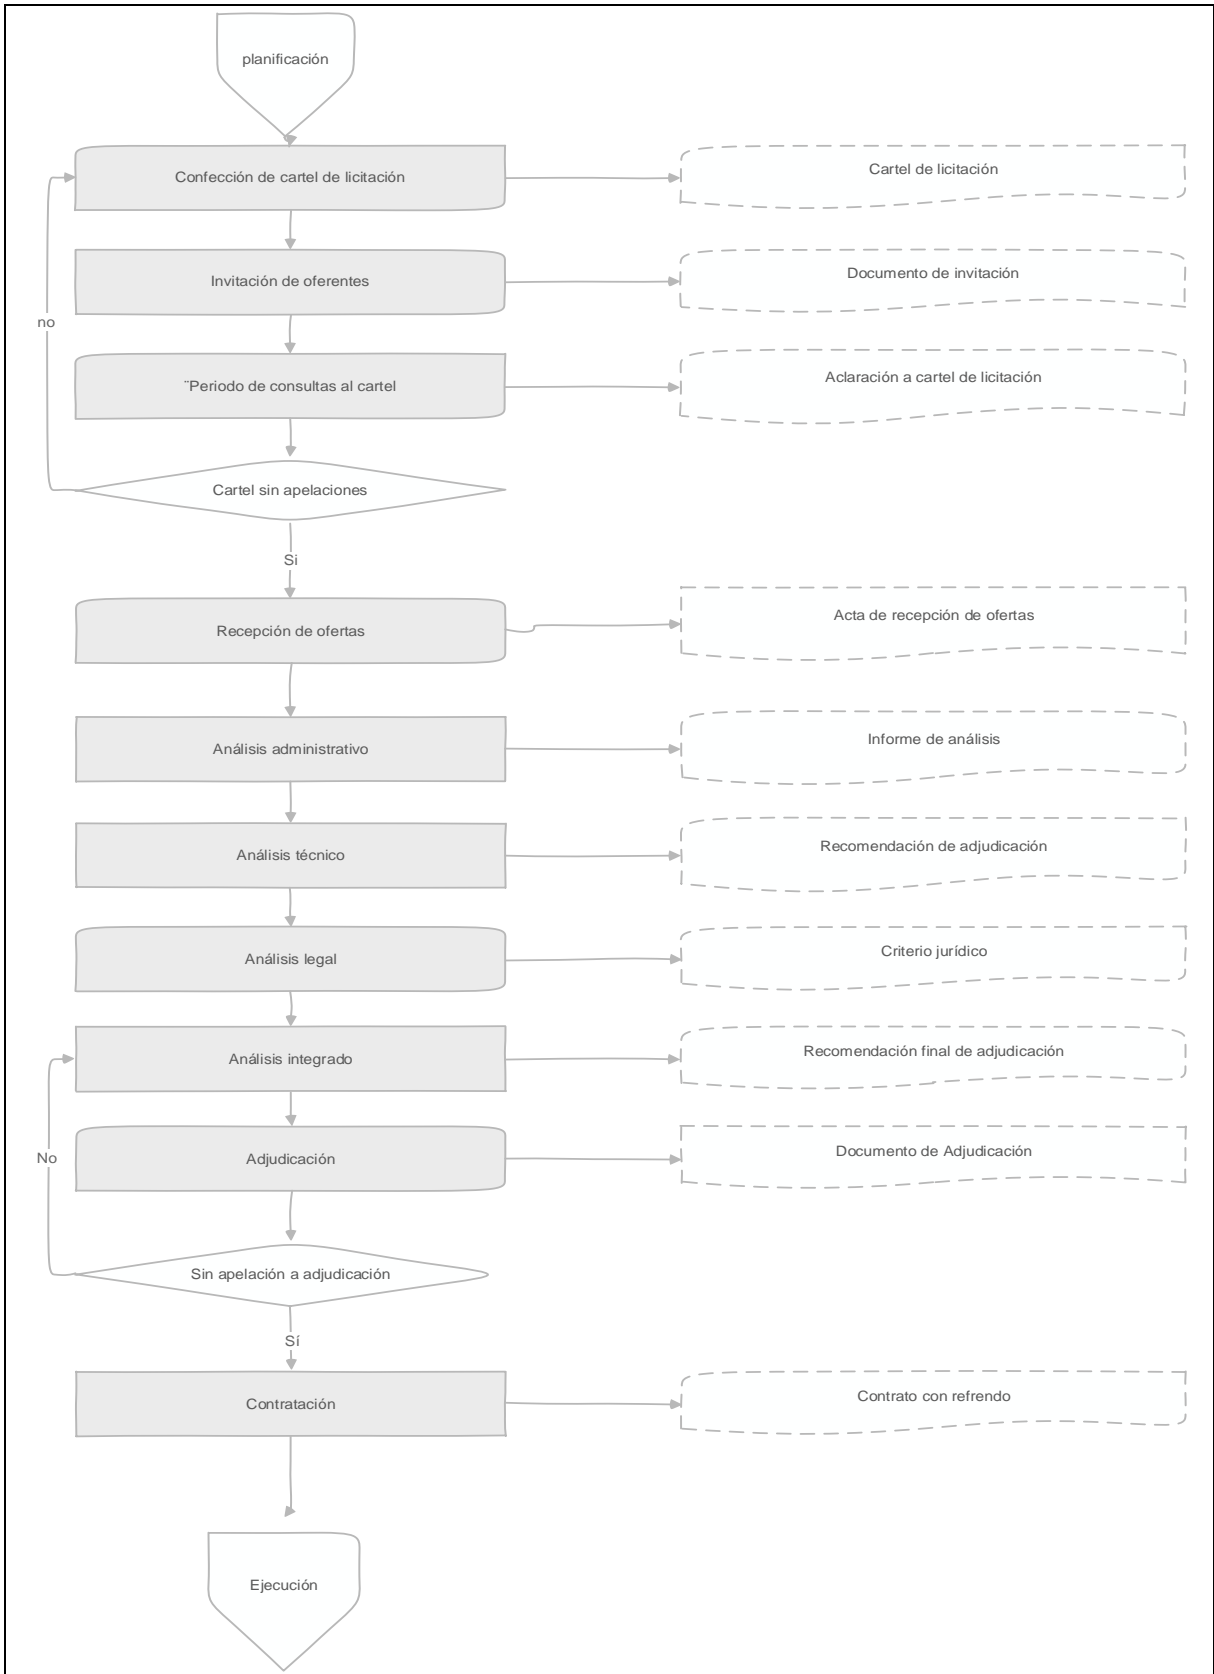 planificación
Confección de cartel de licitación
Cartel de licitación
Invitación de oferentes
Documento de invitación
no
¨Periodo de consultas al cartel
Aclaración a cartel de licitación
Cartel sin apelaciones
Si
Recepción de ofertas
Acta de recepción de ofertas
Análisis administrativo
Informe de análisis
Análisis técnico
Recomendación de adjudicación
Análisis legal
Criterio jurídico
Análisis integrado
Recomendación final de adjudicación
No
Adjudicación
Documento de Adjudicación
Sin apelación a adjudicación
Sí
Contratación
Contrato con refrendo
Ejecución